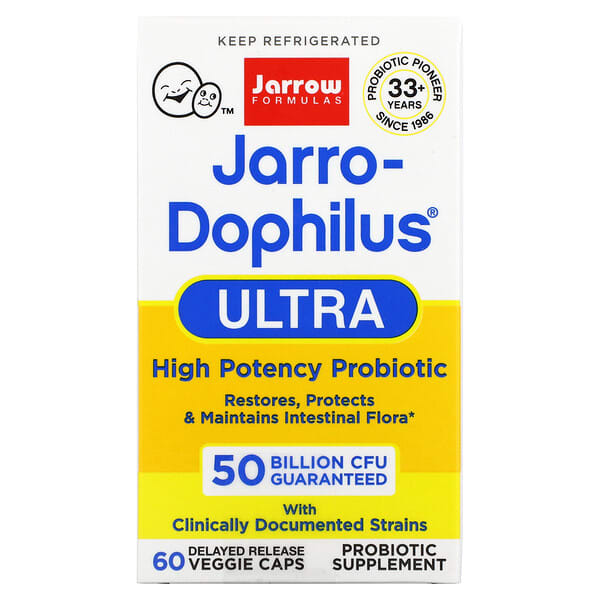 KEEP REFRIGERATED
Jarrow
FORMULAS
PROBIOTIC PIONEER
33+
YEARS
SINCE 1986
™
Jarro-
Dophilus®
ULTRA
High Potency Probiotic
Restores, Protects
& Maintains Intestinal Flora*
50 BILLION CFU
GUARANTEED
With
Clinically Documented Strains
60 DELAYED RELEASE
VEGGIE CAPS
PROBIOTIC
SUPPLEMENT